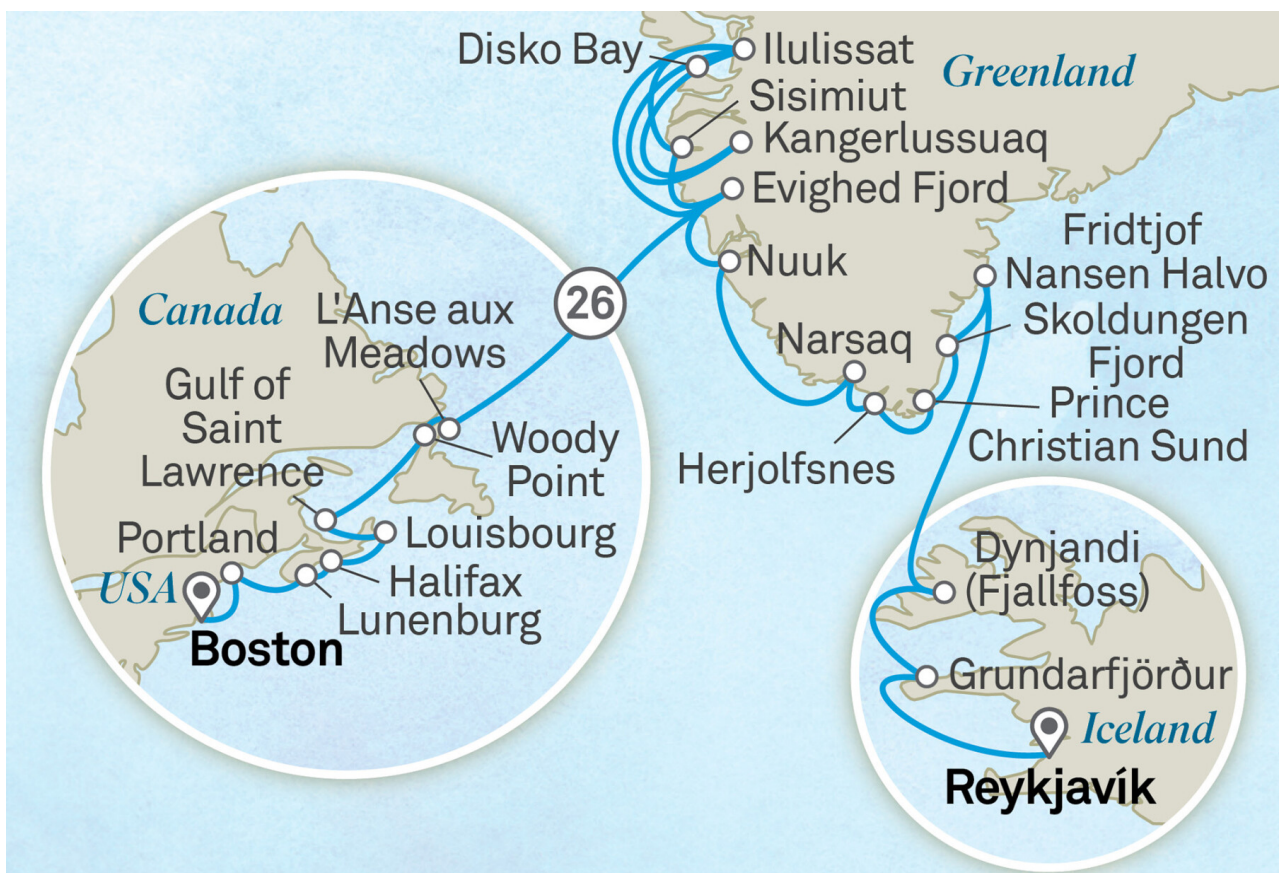 Disko Bay
Ilulissat
Greenland
Sisimiut
Kangerlussuaq
Evighed Fjord
Fridtjof
Nansen Halvo
Nuuk
26
Canada
L'Anse aux
Meadows
Skoldungen
Fjord
Narsaq
Gulf of
Saint
Lawrence
Prince
Christian Sund
Woody
Point
Herjolfsnes
Portland
Louisbourg
USA
Halifax
Lunenburg
Boston
Dynjandi
(Fjallfoss)
Grundarfjörður
Iceland
Reykjavík